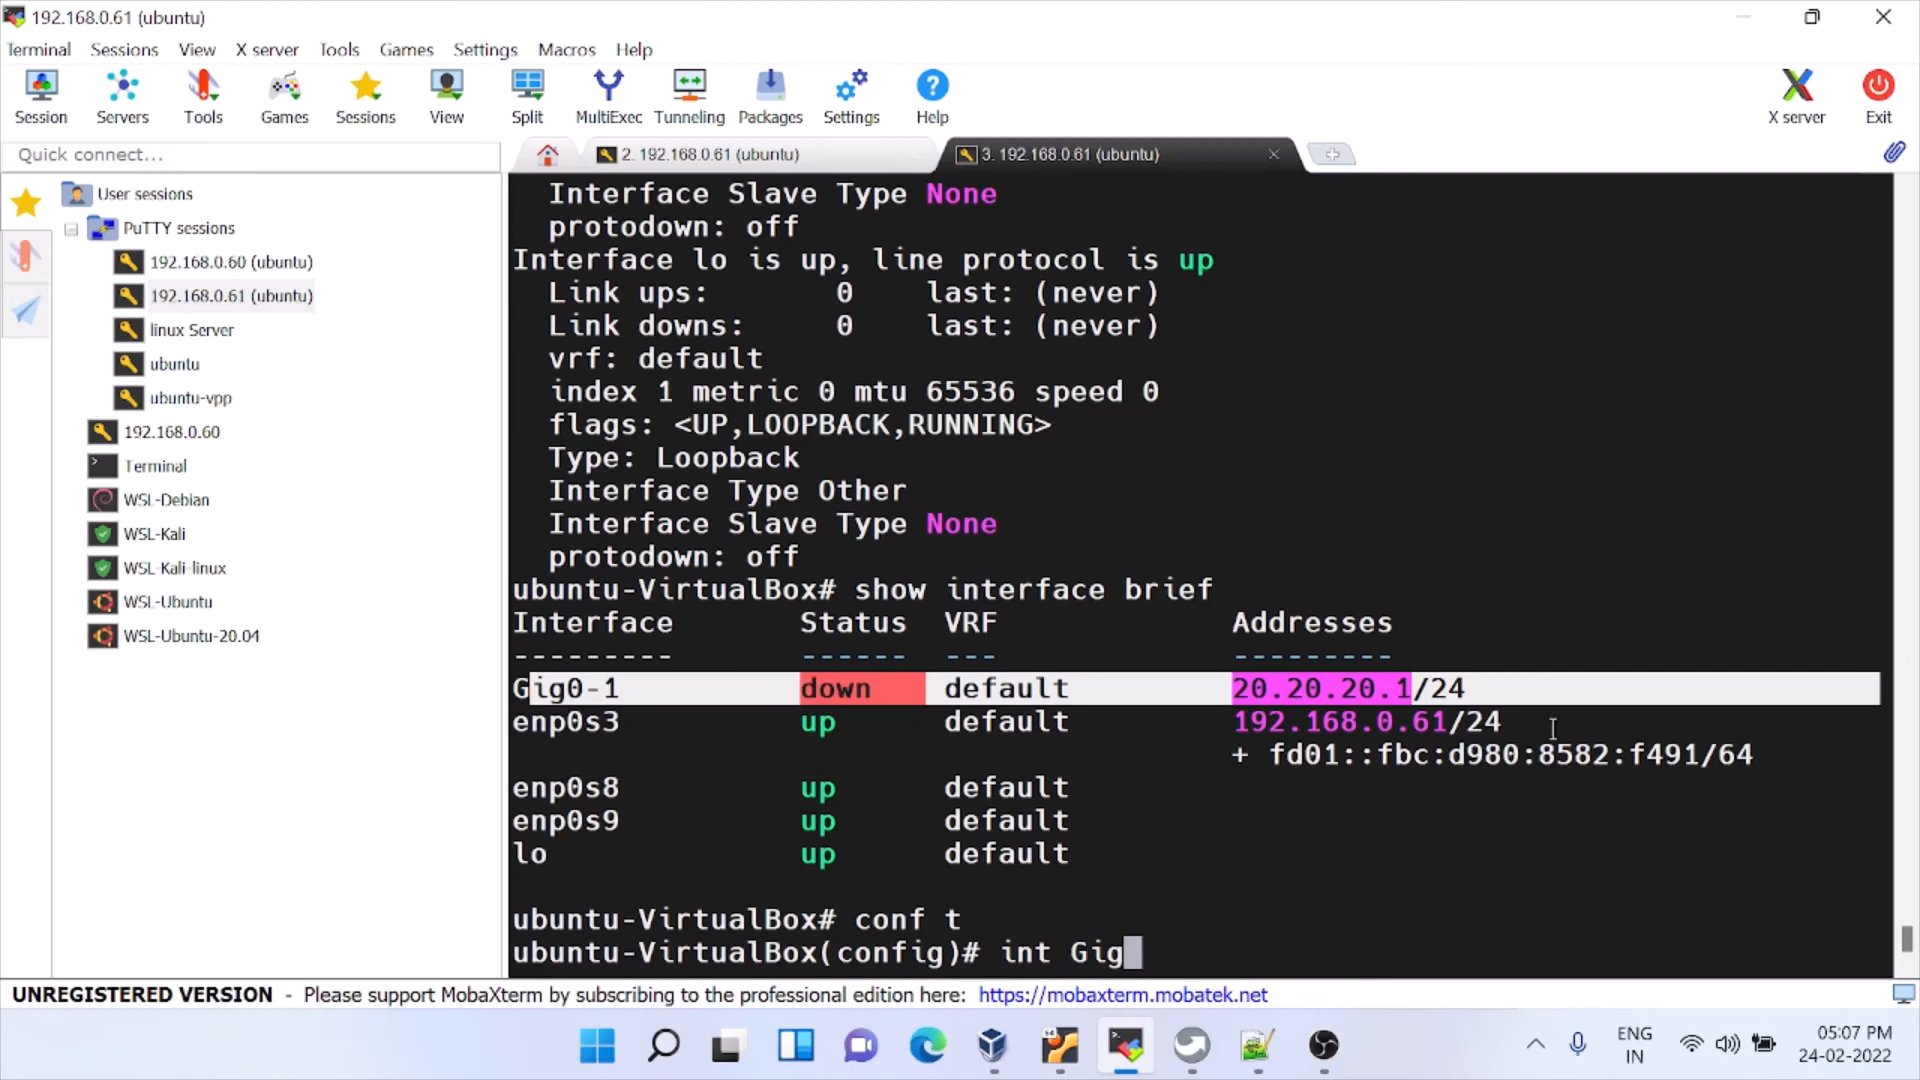 192.168.0.61 (ubuntu)
Terminal Sessions View X server Tools Games Settings Macros Help
Session Servers Tools Games Sessions View Split MultiExec Tunneling Packages Settings Help X server Exit
Quick connect...
2. 192.168.0.61 (ubuntu)
3. 192.168.0.61 (ubuntu)
User sessions
PuTTY sessions
192.168.0.60 (ubuntu)
192.168.0.61 (ubuntu)
linux Server
ubuntu
ubuntu-vpp
192.168.0.60
Terminal
WSL-Debian
WSL-Kali
WSL-Kali-linux
WSL-Ubuntu
WSL-Ubuntu-20.04
Interface Slave Type None
protodown: off
Interface lo is up, line protocol is up
Link ups: 0 last: (never)
Link downs: 0 last: (never)
vrf: default
index 1 metric 0 mtu 65536 speed 0
flags: <UP,LOOPBACK,RUNNING>
Type: Loopback
Interface Type Other
Interface Slave Type None
protodown: off
ubuntu-VirtualBox# show interface brief
Interface Status VRF Addresses
--------- ------ --- ---------
Gig0-1 down default 20.20.20.1/24
enp0s3 up default 192.168.0.61/24
+ fd01::fbc:d980:8582:f491/64
enp0s8 up default
enp0s9 up default
lo up default
ubuntu-VirtualBox# conf t
ubuntu-VirtualBox(config)# int Gig
UNREGISTERED VERSION - Please support MobaXterm by subscribing to the professional edition here: https://mobaxterm.mobatek.net
ENG
IN
05:07 PM
24-02-2022